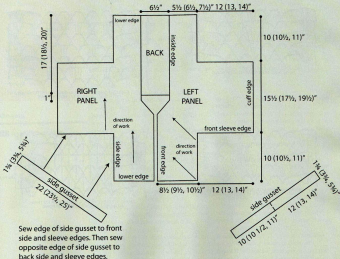 6½" 5½ (6½, 7½)" 12 (13, 14)"
lower edge
17 (18½, 20)"
BACK
inside edge
10 (10½, 11)"
RIGHT
PANEL
LEFT
PANEL
cuff edge
15½ (17½, 19½)"
1"
direction
of work
direction
of work
front sleeve edge
1¾ (3¾, 5¾)"
side gusset
22 (23½, 25)"
side
edge
front edge
10 (10½, 11)"
lower edge
8½ (9½, 10½)" 12 (13, 14)"
1¾ (3¾, 5¾)"
side gusset
12 (13, 14)"
10 (10 1/2, 11)"
Sew edge of side gusset to front
side and sleeve edges. Then sew
opposite edge of side gusset to
back side and sleeve edges.